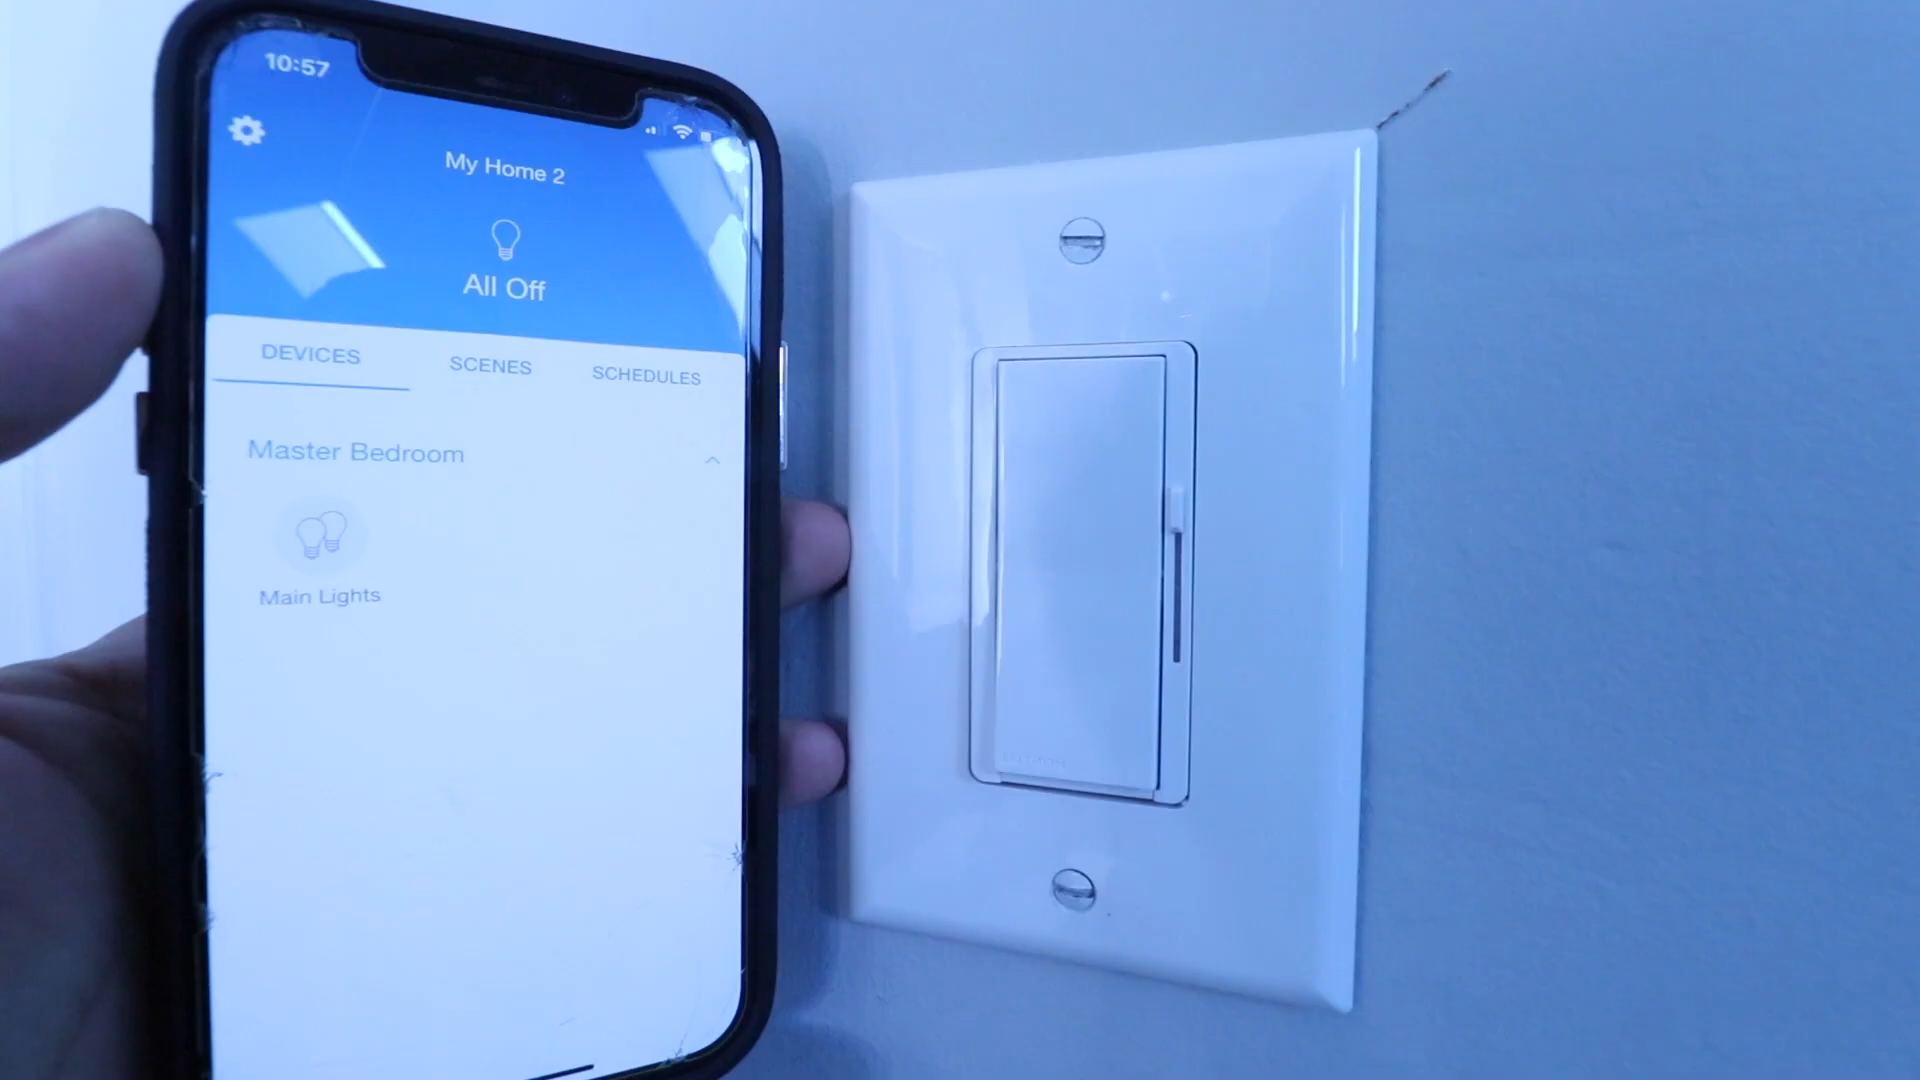 10:57
My Home 2
All Off
DEVICES SCENES SCHEDULES
Master Bedroom
Main Lights